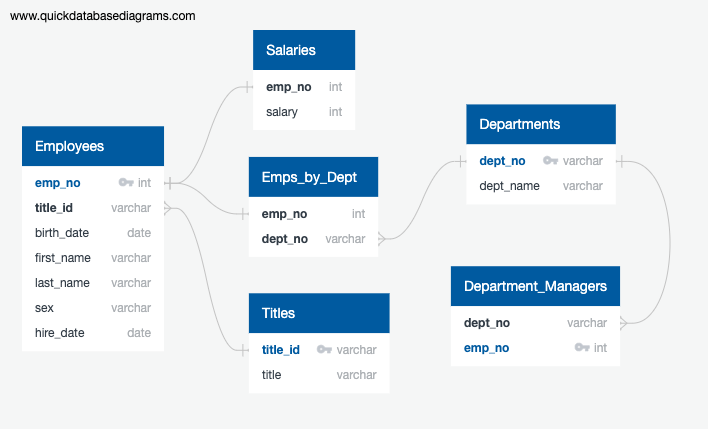 www.quickdatabasediagrams.com
Salaries
emp_no int
salary int
Employees
emp_no int
title_id varchar
birth_date date
first_name varchar
last_name varchar
sex varchar
hire_date date
Emps_by_Dept
emp_no int
dept_no varchar
Titles
title_id varchar
title varchar
Departments
dept_no varchar
dept_name varchar
Department_Managers
dept_no varchar
emp_no int